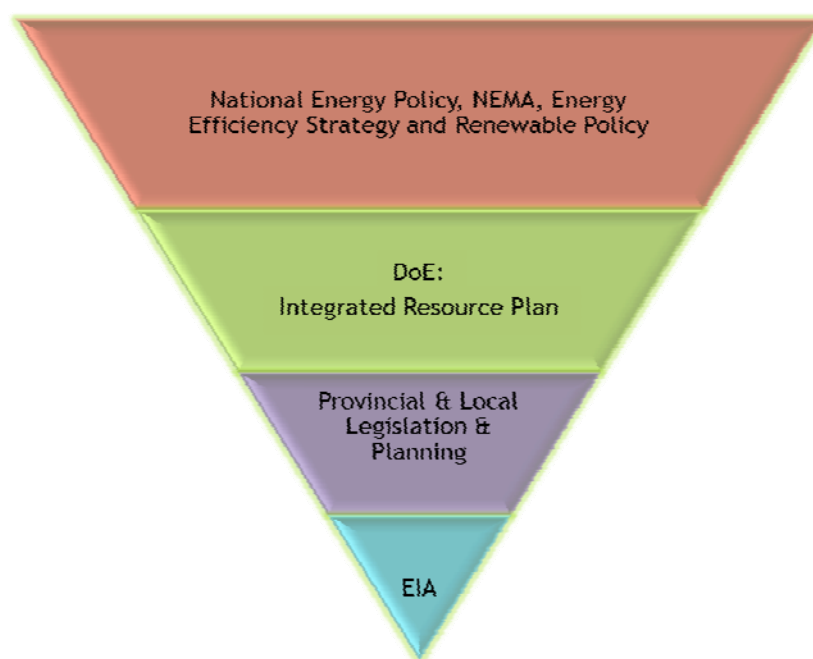 National Energy Policy, NEMA, Energy
Efficiency Strategy and Renewable Policy
DoE:
Integrated Resource Plan
Provincial & Local
Legislation &
Planning
EIA